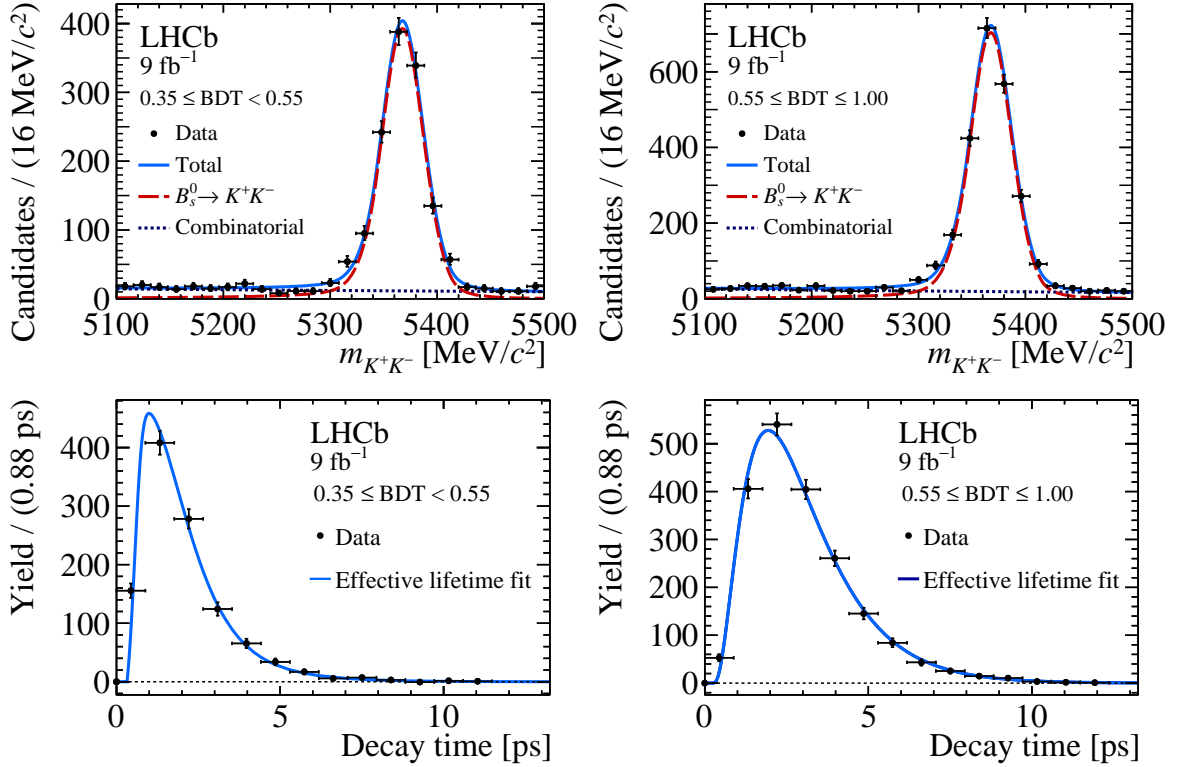 Candidates / (16 MeV/c²)
400
300
200
100
0
LHCb
9 fb⁻¹
0.35 ≤ BDT < 0.55
Data
Total
B⁰ₛ → K⁺K⁻
Combinatorial
5100 5200 5300 5400 5500
m_K⁺K⁻ [MeV/c²]
Candidates / (16 MeV/c²)
600
400
200
0
LHCb
9 fb⁻¹
0.55 ≤ BDT ≤ 1.00
Data
Total
B⁰ₛ → K⁺K⁻
Combinatorial
5100 5200 5300 5400 5500
m_K⁺K⁻ [MeV/c²]
Yield / (0.88 ps)
400
300
200
100
0
LHCb
9 fb⁻¹
0.35 ≤ BDT < 0.55
Data
Effective lifetime fit
0 5 10
Decay time [ps]
Yield / (0.88 ps)
500
400
300
200
100
0
LHCb
9 fb⁻¹
0.55 ≤ BDT ≤ 1.00
Data
Effective lifetime fit
0 5 10
Decay time [ps]